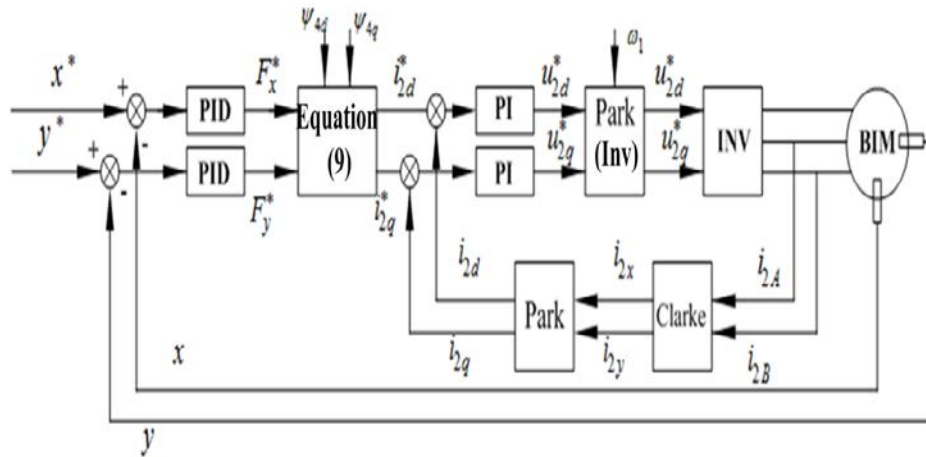 ψ4q ψ4q
x* + F*x i*2d u*2d ω1 u*2d
PID Equation (9) PI Park (Inv) INV BIM
y* - u*2q u*2q
+ PID PI
- F*y i*2q
i2d i2x i2A
Park Clarke
i2q i2y i2B
x
y